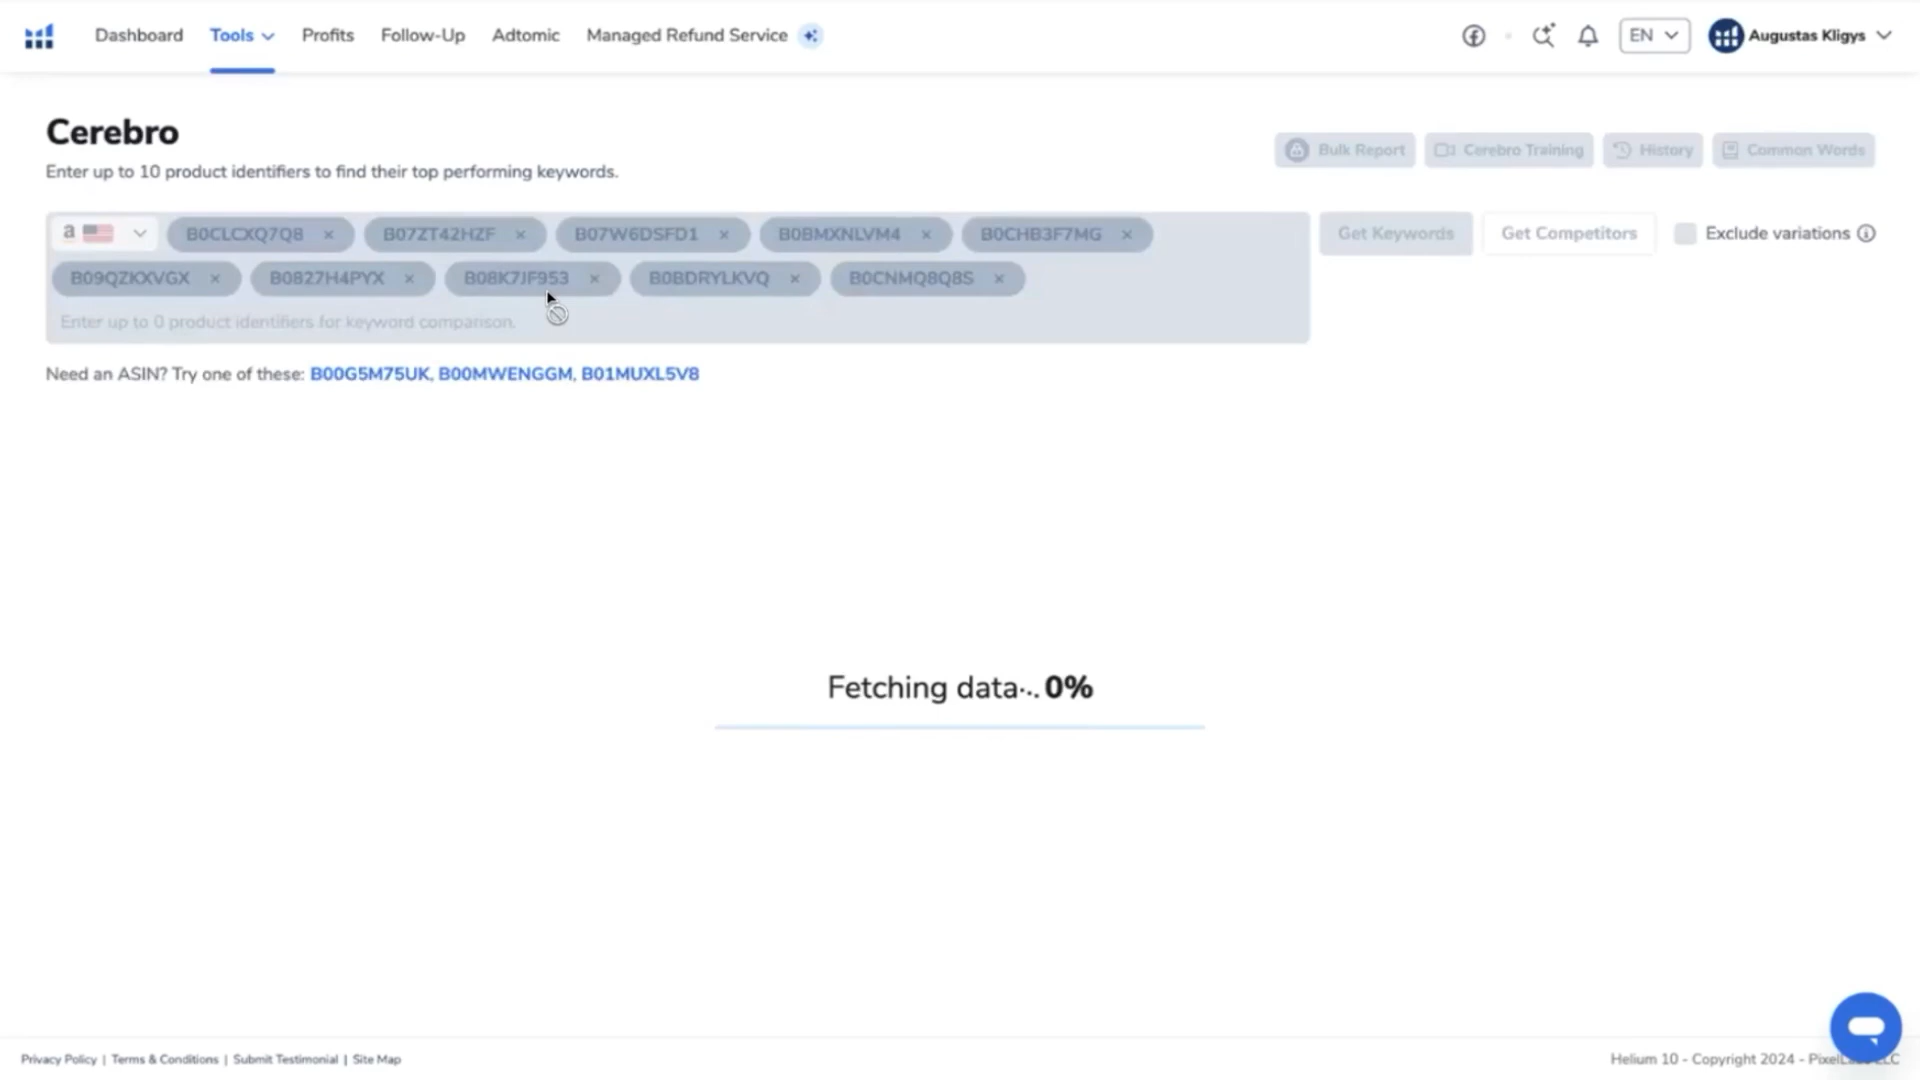 Dashboard Tools Profits Follow-Up Adtomic Managed Refund Service EN Augustas Kligys
Cerebro
Enter up to 10 product identifiers to find their top performing keywords.
Bulk Report Cerebro Training History Common Words
a B0CLCXQ7Q8 × B07ZT42HZF × B07W6DSFD1 × B0BMXNLVM4 × B0CHB3F7MG ×
Get Keywords Get Competitors Exclude variations
B09QZKXVGX × B0827H4PYX × B08K7JF953 × B0BDRYLKVQ × B0CNMQ8Q8S ×
Enter up to 0 product identifiers for keyword comparison.
Need an ASIN? Try one of these: B00G5M75UK, B00MWENGGM, B01MUXL5V8
Fetching data... 0%
Privacy Policy | Terms & Conditions | Submit Testimonial | Site Map
Helium 10 - Copyright 2024 -